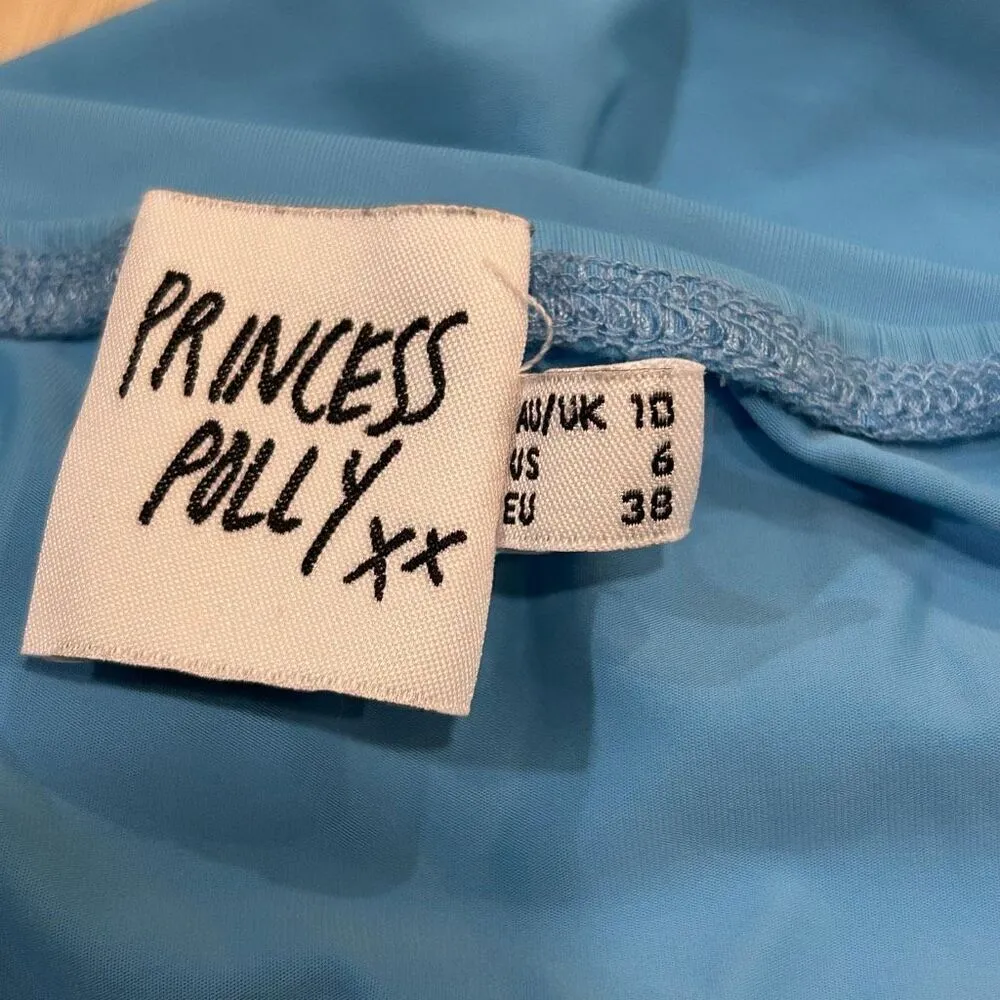 PRINCESS
POLLY xx
AU/UK 10
US 6
EU 38